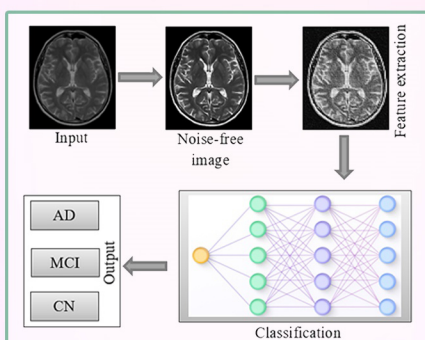 Input
Noise-free
image
Feature extraction
AD
MCI
CN
Output
Classification